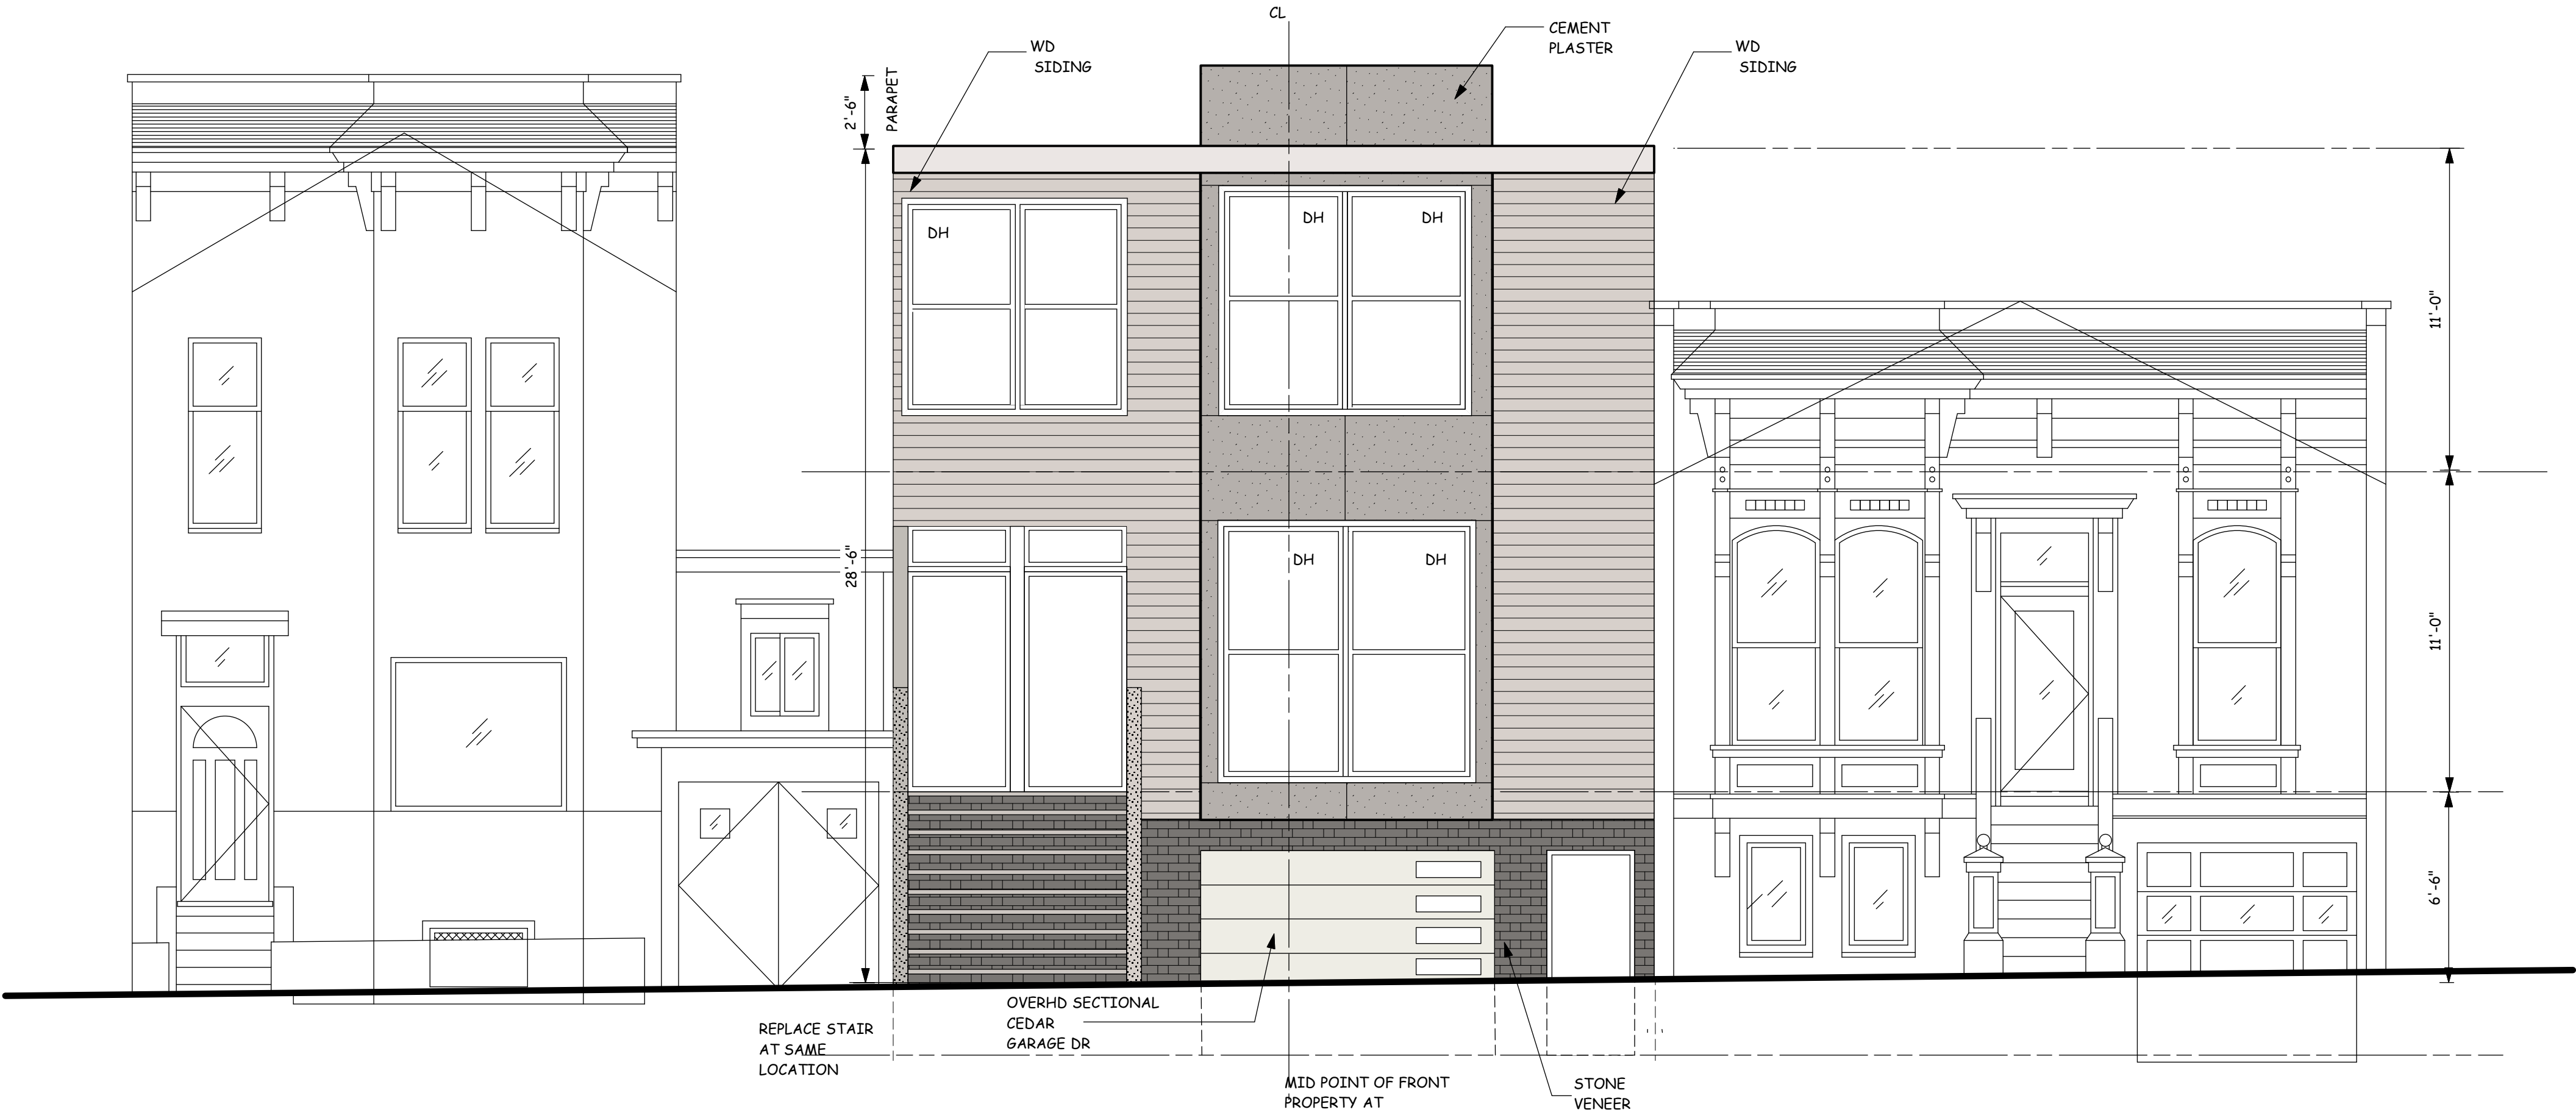 CL
CEMENT
PLASTER
WD
SIDING
WD
SIDING
2'-6"
PARAPET
DH
DH
DH
11'-0"
28'-6"
DH
DH
11'-0"
6'-6"
OVERHD SECTIONAL
CEDAR
GARAGE DR
REPLACE STAIR
AT SAME
LOCATION
MID POINT OF FRONT
PROPERTY AT
STONE
VENEER